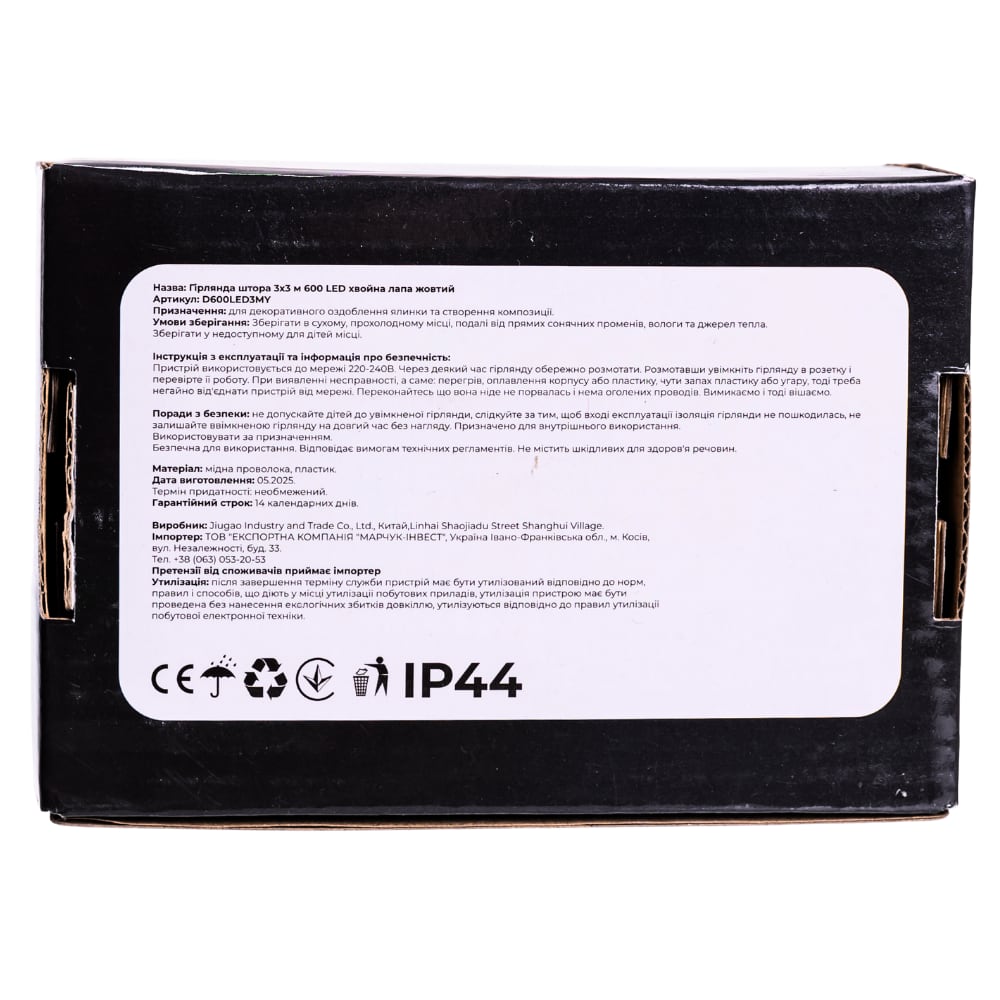 Назва: Гірлянда штора 3х3 м 600 LED хвойна лапа жовтий
Артикул: D600LED3MY
Призначення: для декоративного оздоблення ялинки та створення композиції.
Умови зберігання: Зберігати в сухому, прохолодному місці, подалі від прямих сонячних променів, вологи та джерел тепла.
Зберігати у недоступному для дітей місці.
Інструкція з експлуатації та інформація про безпечність:
Пристрій використовується до мережі 220-240В. Через деякий час гірлянду обережно розмотати. Розмотавши увімкніть гірлянду в розетку і
перевірте її роботу. При виявленні несправності, а саме: перегрів, оплавлення корпусу або пластику, чути запах пластику або угару, тоді треба
негайно від'єднати пристрій від мережі. Переконайтесь що вона ніде не порвалась і нема оголених проводів. Вимикаємо і тоді вішаємо.
Поради з безпеки: не допускайте дітей до увімкненої гірлянди, слідкуйте за тим, щоб вході експлуатації ізоляція гірлянди не пошкодилась, не
залишайте ввімкненою гірлянду на довгий час без нагляду. Призначено для внутрішнього використання.
Використовувати за призначенням.
Безпечна для використання. Відповідає вимогам технічних регламентів. Не містить шкідливих для здоров'я речовин.
Матеріал: мідна проволока, пластик.
Дата виготовлення: 05.2025.
Термін придатності: необмежений.
Гарантійний строк: 14 календарних днів.
Виробник: Jiugao Industry and Trade Co., Ltd., Китай,Linhai Shaojiadu Street Shanghui Village.
Імпортер: ТОВ "ЕКСПОРТНА КОМПАНІЯ "МАРЧУК-ІНВЕСТ", Україна Івано-Франківська обл., м. Косів,
вул. Незалежності, буд. 33.
Тел. +38 (063) 053-20-53
Претензії від споживачів приймає імпортер
Утилізація: після завершення терміну служби пристрій має бути утилізований відповідно до норм,
правил і способів, що діють у місці утилізації побутових приладів, утилізація пристрою має бути
проведена без нанесення екологічних збитків довкіллю, утилізуються відповідно до правил утилізації
побутової електронної техніки.
CE IP44